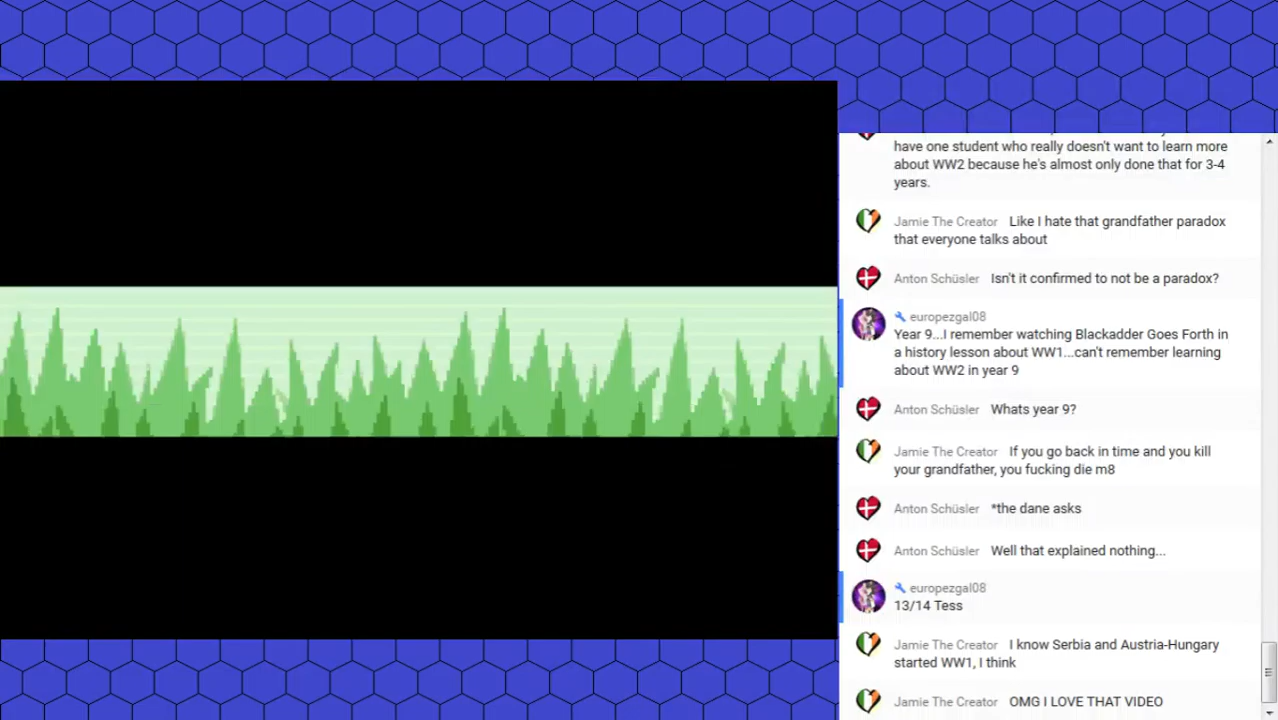 have one student who really doesn't want to learn more
about WW2 because he's almost only done that for 3-4
years.
Jamie The Creator Like I hate that grandfather paradox
that everyone talks about
Anton Schüsler Isn't it confirmed to not be a paradox?
europezgal08
Year 9...I remember watching Blackadder Goes Forth in
a history lesson about WW1...can't remember learning
about WW2 in year 9
Anton Schüsler Whats year 9?
Jamie The Creator If you go back in time and you kill
your grandfather, you fucking die m8
Anton Schüsler *the dane asks
Anton Schüsler Well that explained nothing...
europezgal08
13/14 Tess
Jamie The Creator I know Serbia and Austria-Hungary
started WW1, I think
Jamie The Creator OMG I LOVE THAT VIDEO